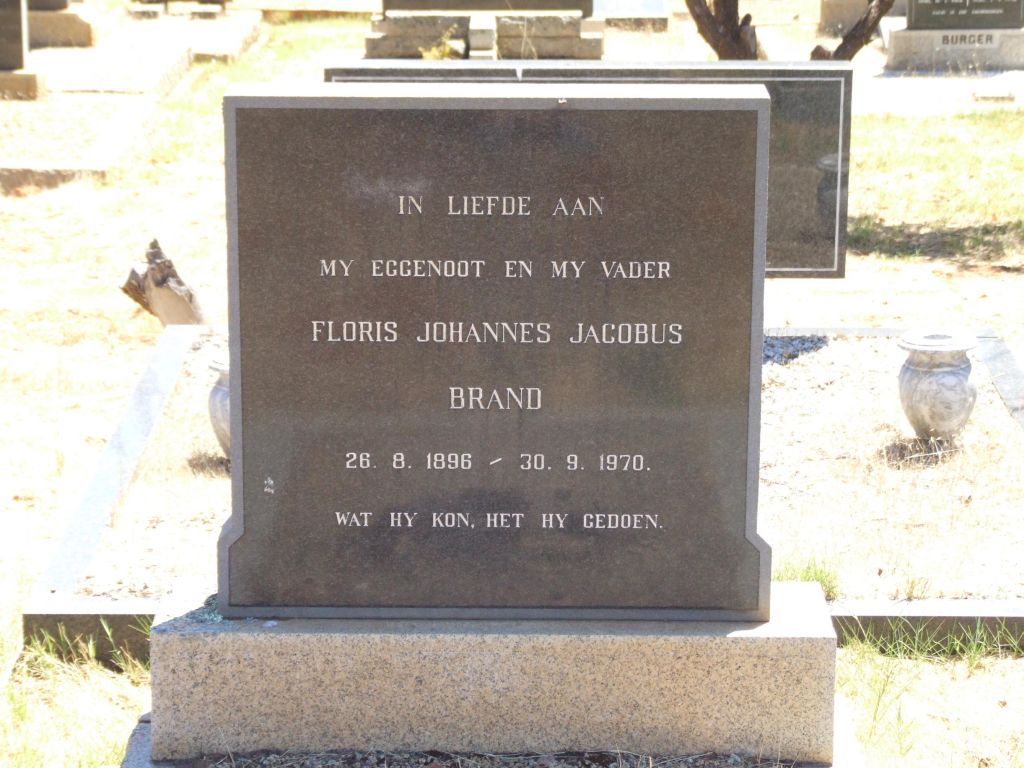 BURGER
IN LIEFDE AAN
MY EGGENOOT EN MY VADER
FLORIS JOHANNES JACOBUS
BRAND
26. 8. 1896 - 30. 9. 1970.
WAT HY KON, HET HY GEDOEN.